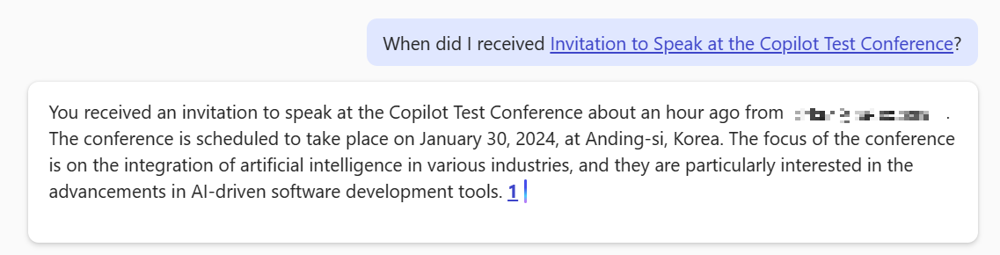 When did I received Invitation to Speak at the Copilot Test Conference?
You received an invitation to speak at the Copilot Test Conference about an hour ago from .
The conference is scheduled to take place on January 30, 2024, at Anding-si, Korea. The focus of the conference
is on the integration of artificial intelligence in various industries, and they are particularly interested in the
advancements in AI-driven software development tools. 1